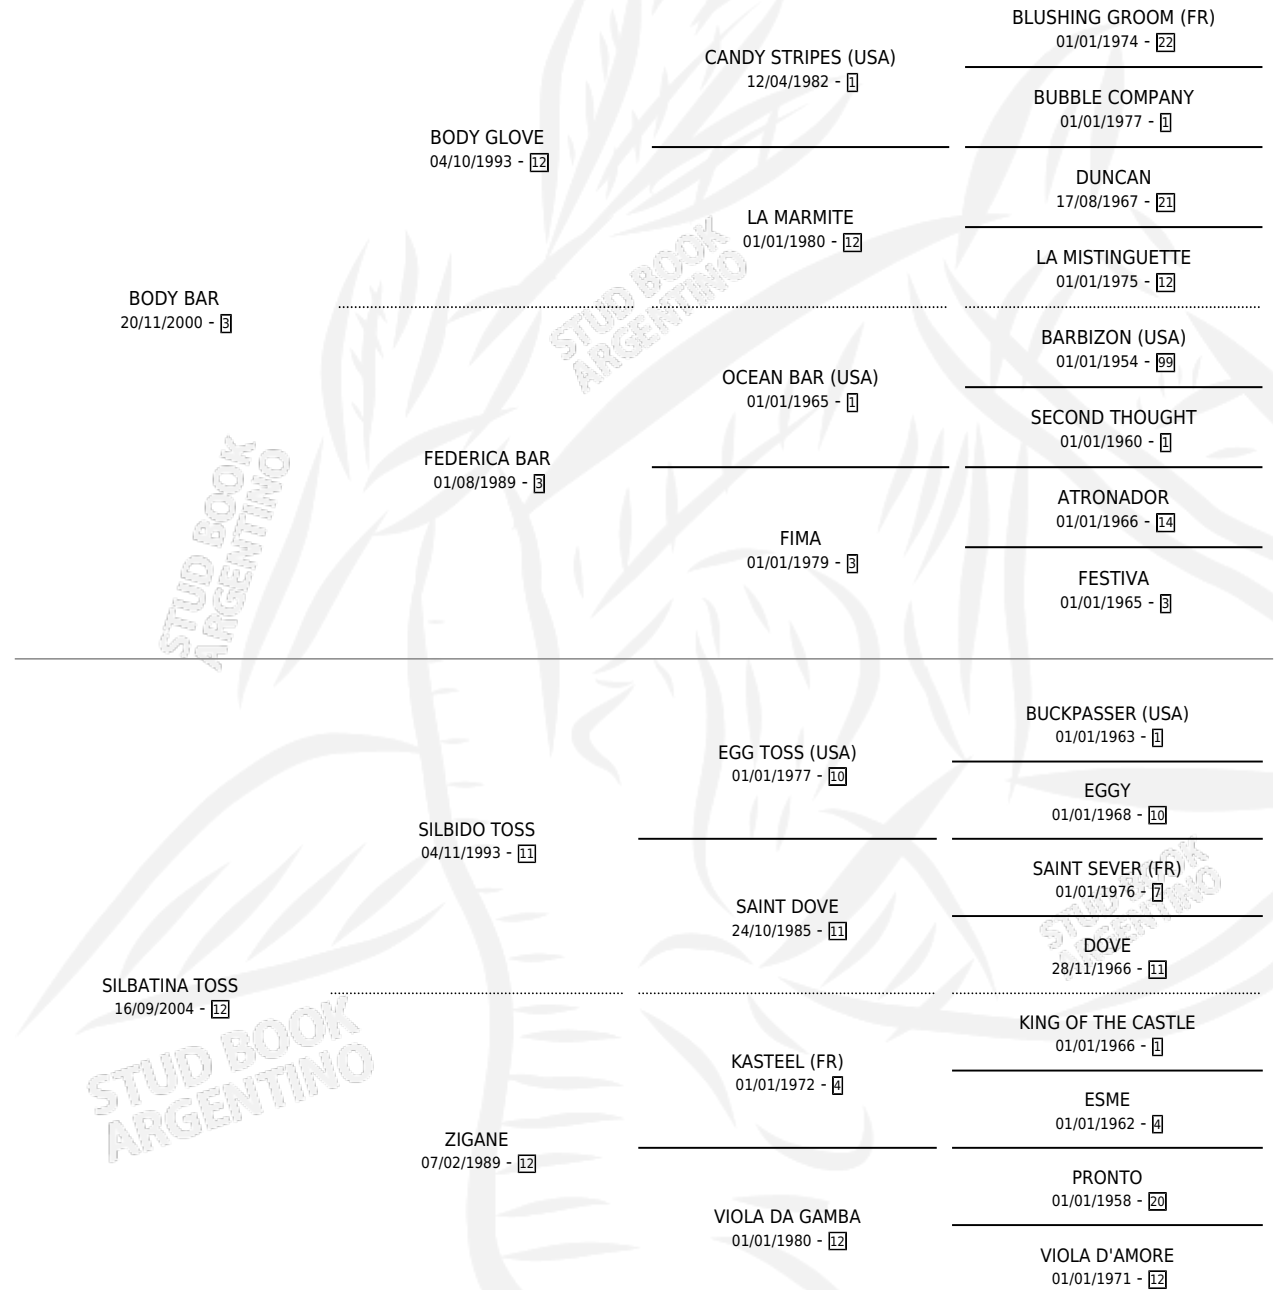 BLUSHING GROOM (FR)
01/01/1974 - 22
CANDY STRIPES (USA)
12/04/1982 - 1
BUBBLE COMPANY
01/01/1977 - 1
BODY GLOVE
04/10/1993 - 12
DUNCAN
17/08/1967 - 21
LA MARMITE
01/01/1980 - 12
LA MISTINGUETTE
01/01/1975 - 12
BODY BAR
20/11/2000 - 3
BARBIZON (USA)
01/01/1954 - 99
OCEAN BAR (USA)
01/01/1965 - 1
SECOND THOUGHT
01/01/1960 - 1
FEDERICA BAR
01/08/1989 - 3
ATRONADOR
01/01/1966 - 14
FIMA
01/01/1979 - 3
FESTIVA
01/01/1965 - 3
BUCKPASSER (USA)
01/01/1963 - 1
EGG TOSS (USA)
01/01/1977 - 10
EGGY
01/01/1968 - 10
SILBIDO TOSS
04/11/1993 - 11
SAINT SEVER (FR)
01/01/1976 - 7
SAINT DOVE
24/10/1985 - 11
DOVE
28/11/1966 - 11
SILBATINA TOSS
16/09/2004 - 12
KING OF THE CASTLE
01/01/1966 - 1
KASTEEL (FR)
01/01/1972 - 4
ESME
01/01/1962 - 4
ZIGANE
07/02/1989 - 12
PRONTO
01/01/1958 - 20
VIOLA DA GAMBA
01/01/1980 - 12
VIOLA D'AMORE
01/01/1971 - 12
STUD BOOK
ARGENTINO
STUD BOOK
ARGENTINO
STUD BOOK
ARGENTINO
STUD BOOK
ARGENTINO